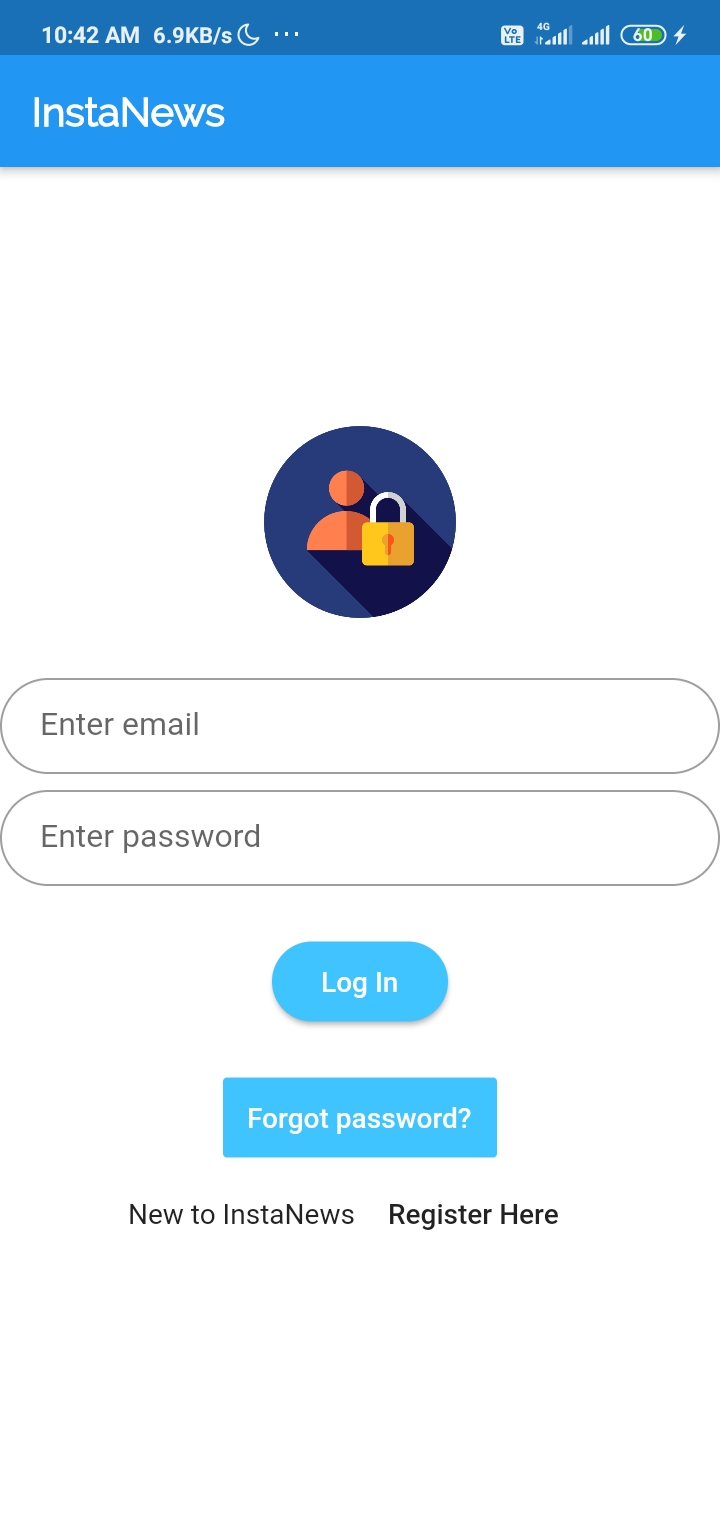 10:42 AM 6.9KB/s ... Vo LTE 4G 60
InstaNews
Enter email
Enter password
Log In
Forgot password?
New to InstaNews Register Here